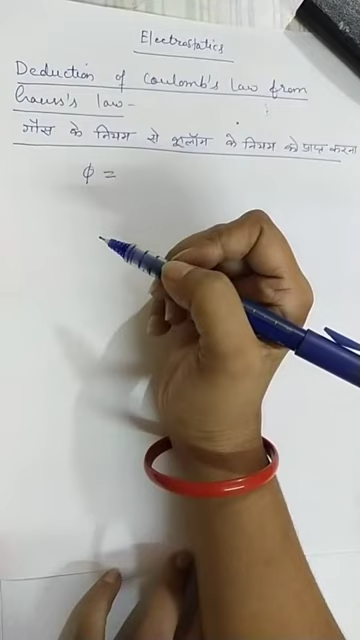 Electrostatics
Deduction of Coulomb's Law from
Gauss's law-
गौस के नियम से कूलॉम के नियम को प्राप्त करना
φ =